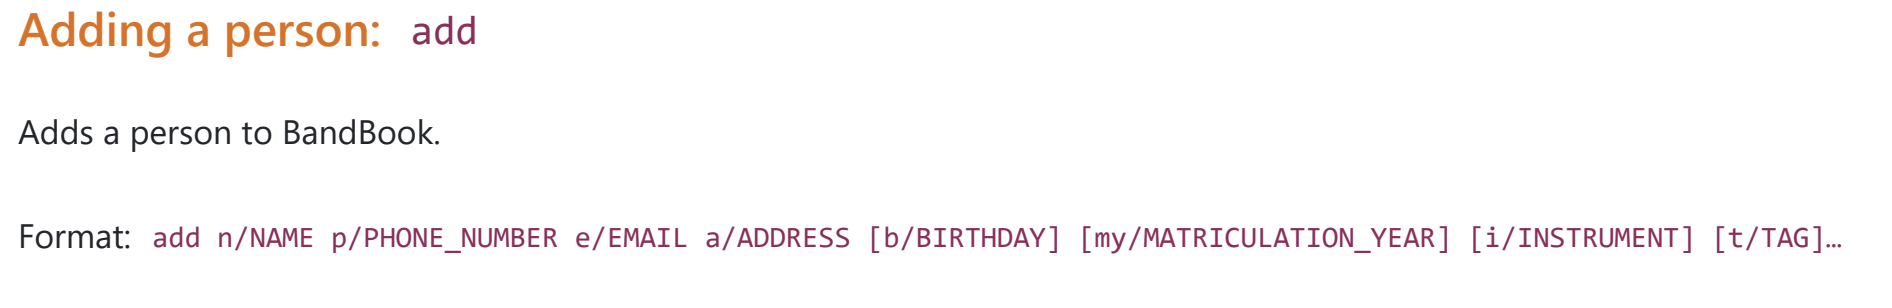 Adding a person: add
Adds a person to BandBook.
Format: add n/NAME p/PHONE_NUMBER e/EMAIL a/ADDRESS [b/BIRTHDAY] [my/MATRICULATION_YEAR] [i/INSTRUMENT] [t/TAG]…